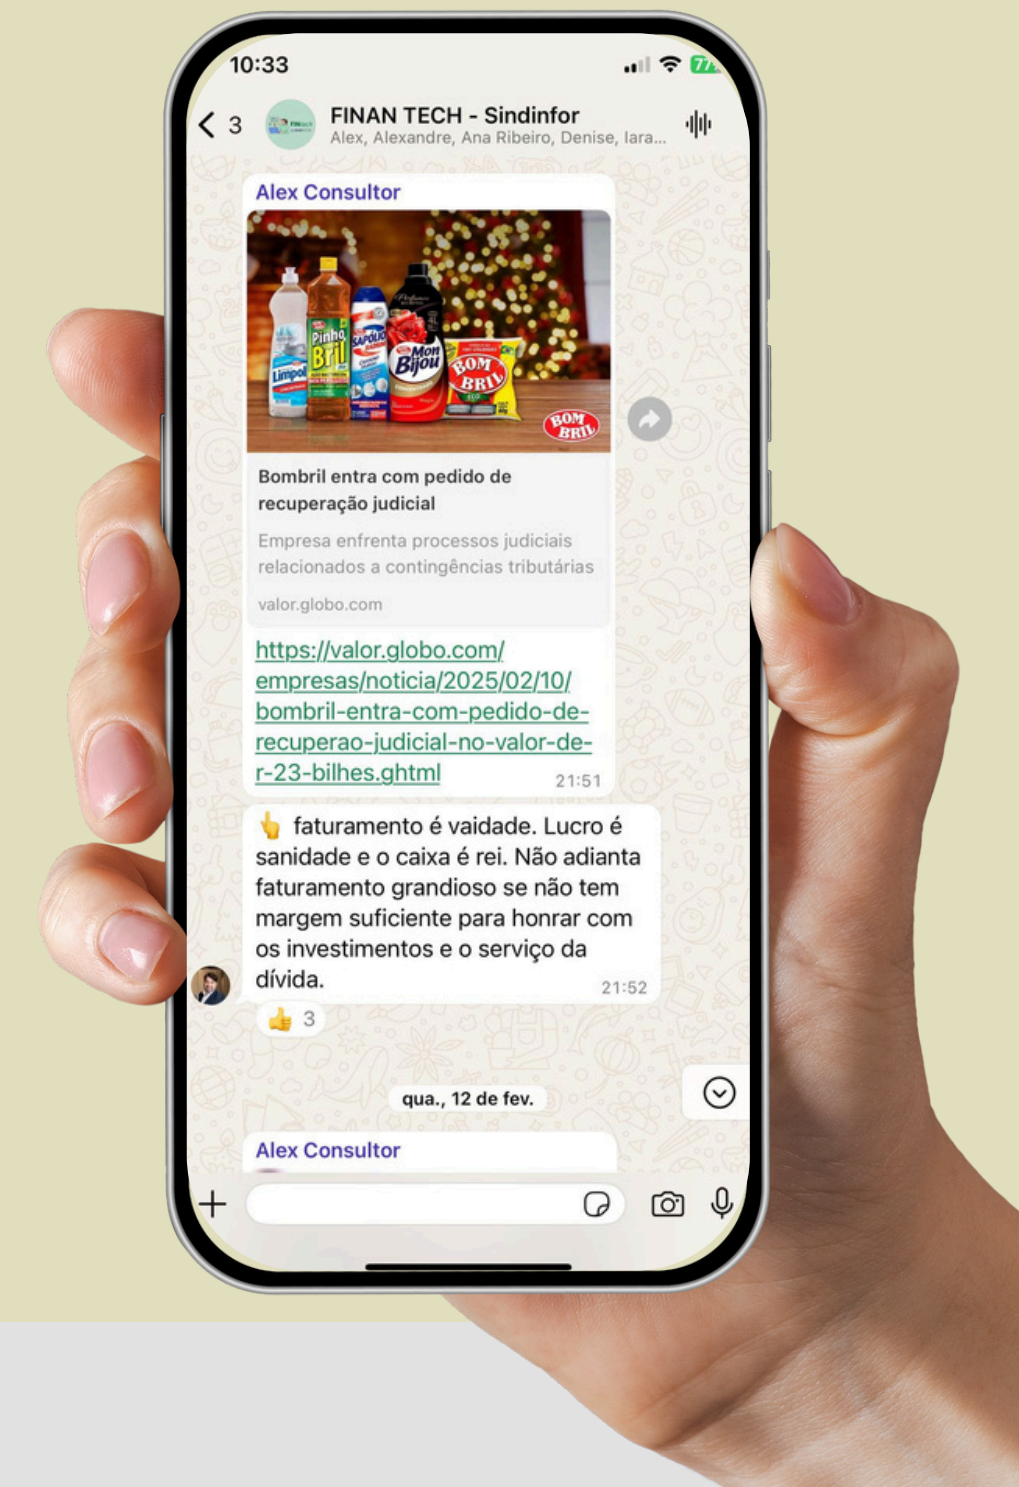 10:33
77
3
FINAN TECH - Sindinfor
Alex, Alexandre, Ana Ribeiro, Denise, Iara...
Alex Consultor
Limpol
Pinho
Bril
SAPÓLIO
Mon
Bijou
BOM
BRIL
BOM
BRIL
Bombril entra com pedido de
recuperação judicial
Empresa enfrenta processos judiciais
relacionados a contingências tributárias
valor.globo.com
https://valor.globo.com/
empresas/noticia/2025/02/10/
bombril-entra-com-pedido-de-
recuperao-judicial-no-valor-de-
r-23-bilhes.ghtml
21:51
👆 faturamento é vaidade. Lucro é
sanidade e o caixa é rei. Não adianta
faturamento grandioso se não tem
margem suficiente para honrar com
os investimentos e o serviço da
dívida.
21:52
👍 3
qua., 12 de fev.
Alex Consultor